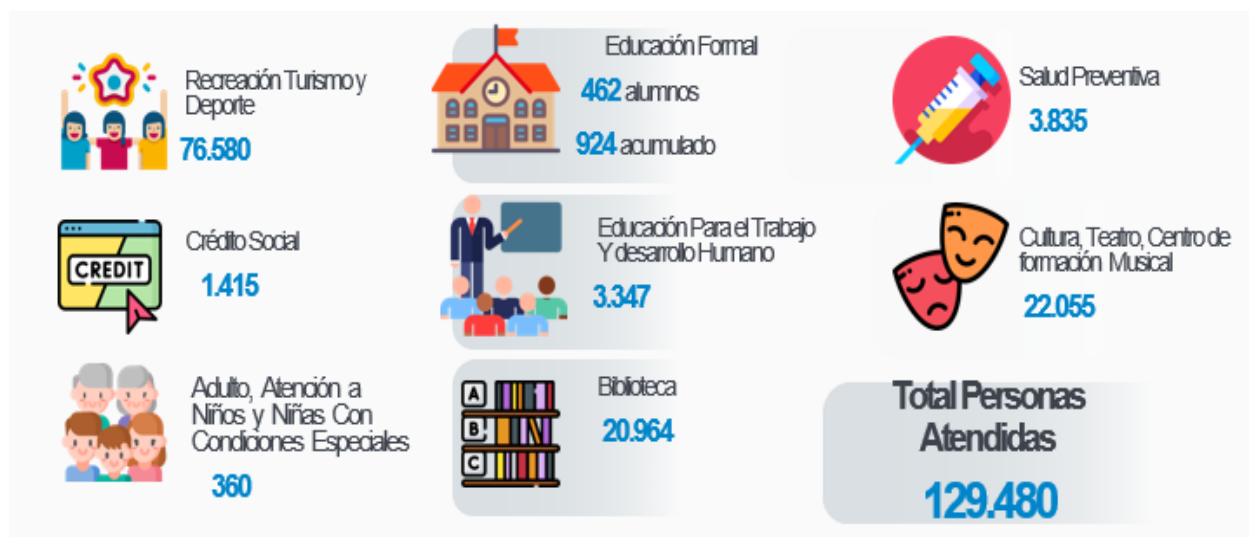 Recreación Turismo y
Deporte
76.580
Educación Formal
462 alumnos
924 acumulado
Salud Preventiva
3.835
CREDIT
Crédito Social
1.415
Educación Para el Trabajo
Y desarrollo Humano
3.347
Cultura, Teatro, Centro de
formación Musical
22.055
Adulto, Atención a
Niños y Niñas Con
Condiciones Especiales
360
A
B
C
Biblioteca
20.964
Total Personas
Atendidas
129.480